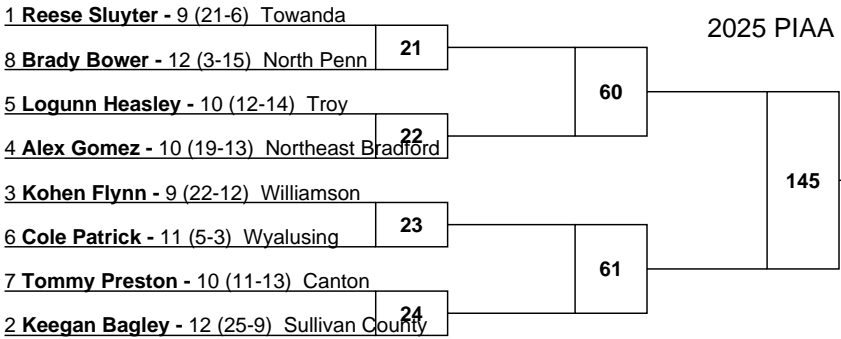 1 Reese Sluyter - 9 (21-6) Towanda
2025 PIAA
21
8 Brady Bower - 12 (3-15) North Penn
60
5 Logunn Heasley - 10 (12-14) Troy
22
4 Alex Gomez - 10 (19-13) Northeast Bradford
145
3 Kohen Flynn - 9 (22-12) Williamson
23
6 Cole Patrick - 11 (5-3) Wyalusing
61
7 Tommy Preston - 10 (11-13) Canton
24
2 Keegan Bagley - 12 (25-9) Sullivan County